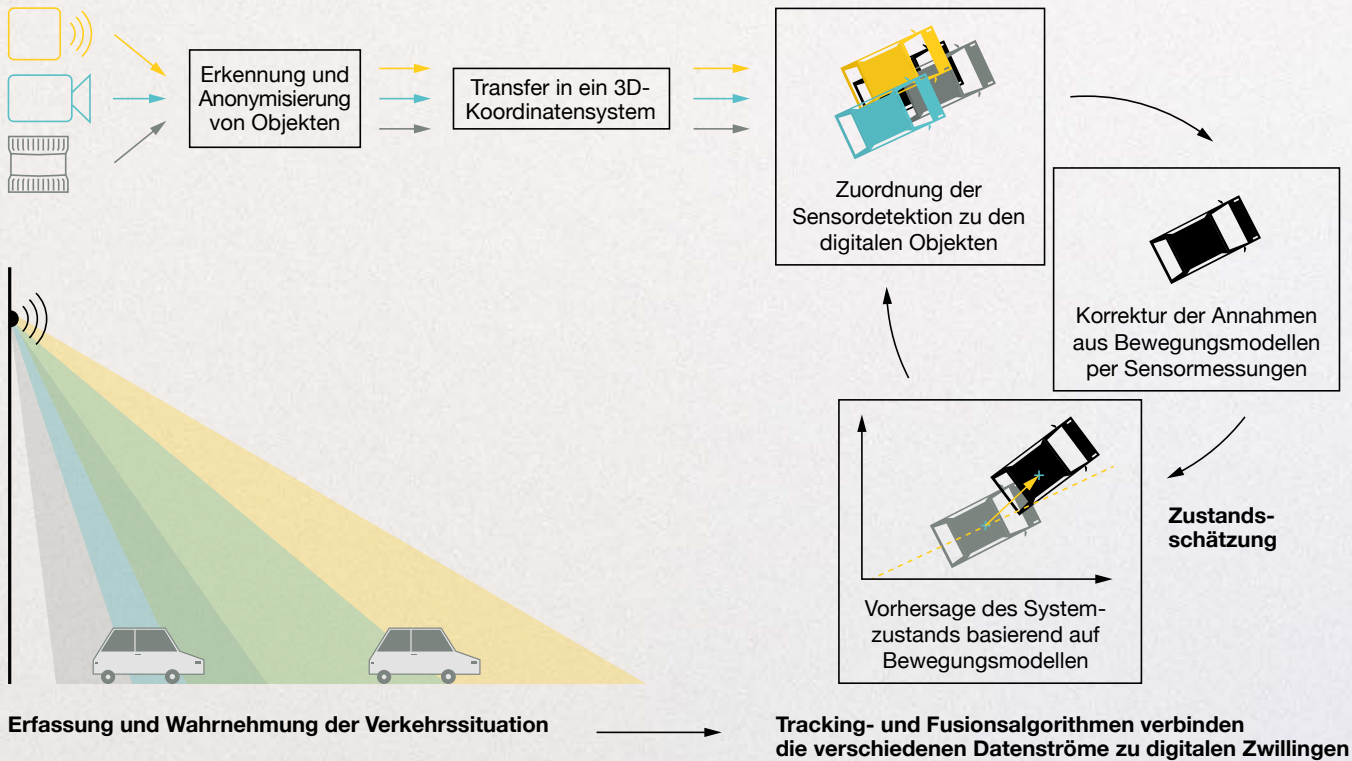 Erkennung und
Anonymisierung
von Objekten
Transfer in ein 3D-
Koordinatensystem
Zuordnung der
Sensordetektion zu den
digitalen Objekten
Korrektur der Annahmen
aus Bewegungsmodellen
per Sensormessungen
Zustands-
schätzung
Vorhersage des System-
zustands basierend auf
Bewegungsmodellen
Erfassung und Wahrnehmung der Verkehrssituation
Tracking- und Fusionsalgorithmen verbinden
die verschiedenen Datenströme zu digitalen Zwillingen